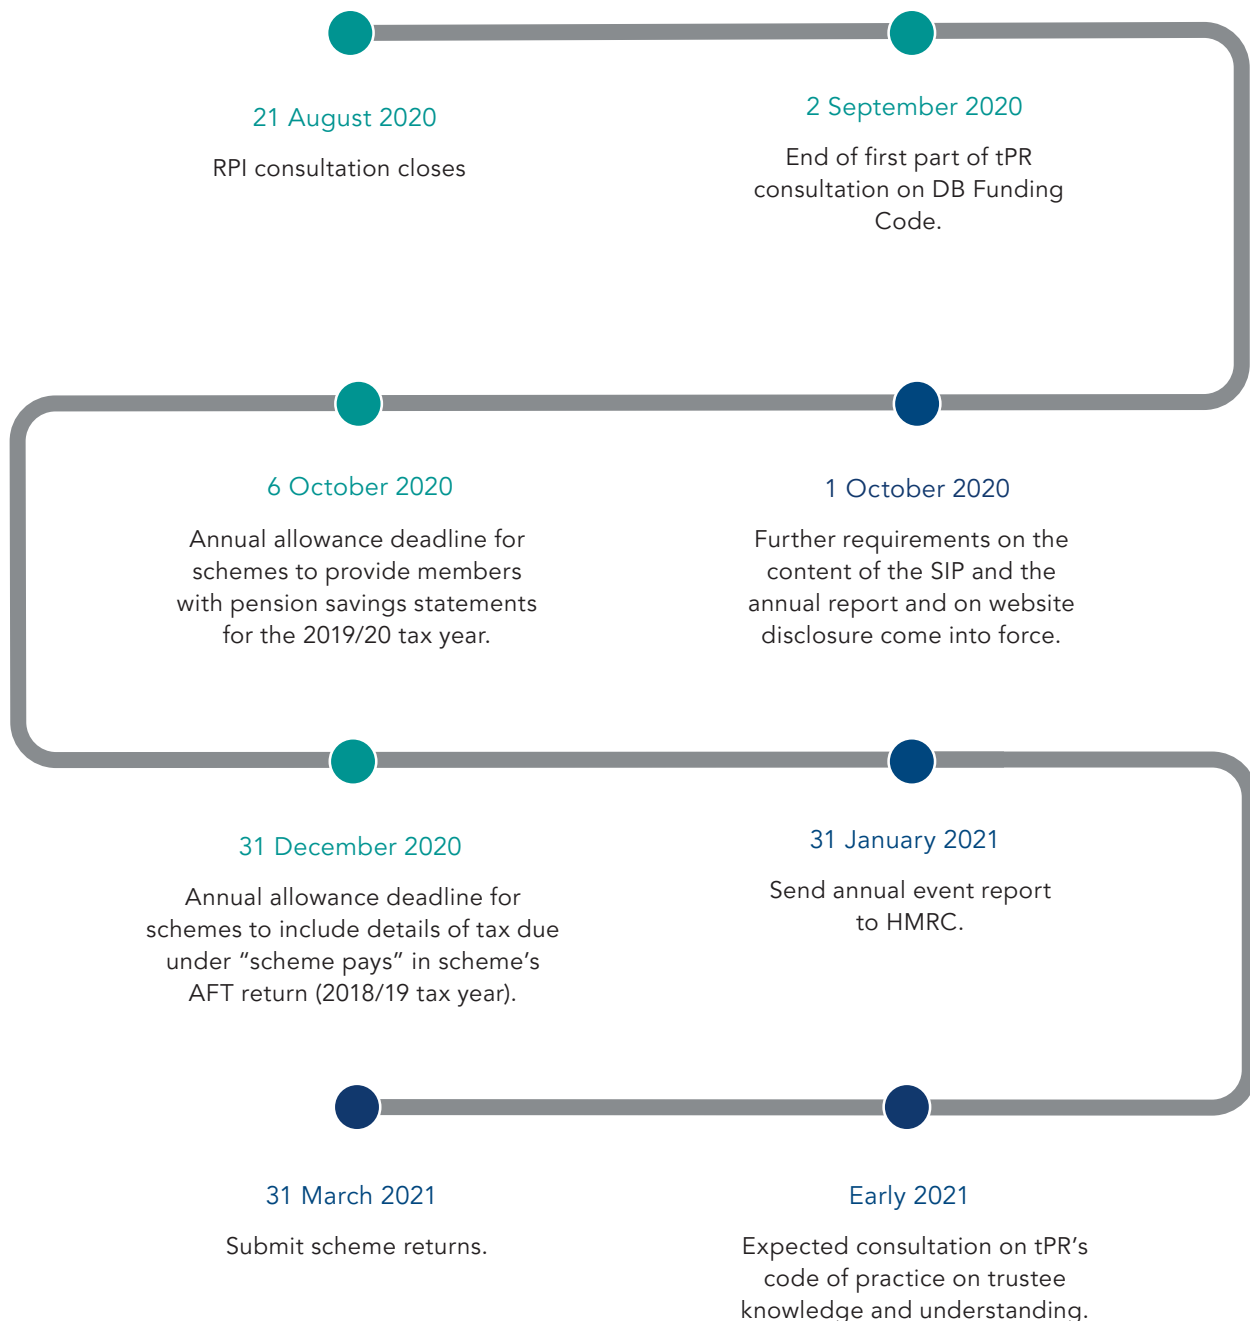 21 August 2020
RPI consultation closes
2 September 2020
End of first part of tPR
consultation on DB Funding
Code.
1 October 2020
Further requirements on the
content of the SIP and the
annual report and on website
disclosure come into force.
6 October 2020
Annual allowance deadline for
schemes to provide members
with pension savings statements
for the 2019/20 tax year.
31 December 2020
Annual allowance deadline for
schemes to include details of tax due
under “scheme pays” in scheme’s
AFT return (2018/19 tax year).
31 January 2021
Send annual event report
to HMRC.
Early 2021
Expected consultation on tPR’s
code of practice on trustee
knowledge and understanding.
31 March 2021
Submit scheme returns.